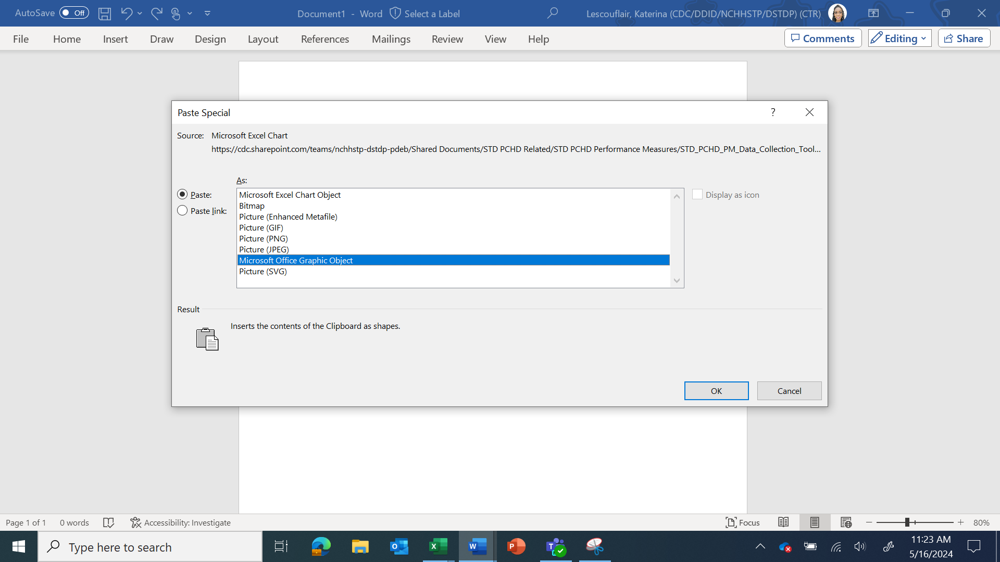 AutoSave Off Document1 - Word Select a Label Lescouflair, Katerina (CDC/DDID/NCHHSTP/DSTDP) (CTR)
File Home Insert Draw Design Layout References Mailings Review View Help Comments Editing Share
Paste Special ?
Source: Microsoft Excel Chart
https://cdc.sharepoint.com/teams/nchhstp-dstdp-pdeb/Shared Documents/STD PCHD Related/STD PCHD Performance Measures/STD_PCHD_PM_Data_Collection_Tool...
As:
Paste: Microsoft Excel Chart Object Display as icon
Bitmap
Paste link:
Picture (Enhanced Metafile)
Picture (GIF)
Picture (PNG)
Picture (JPEG)
Microsoft Office Graphic Object
Picture (SVG)
Result
Inserts the contents of the Clipboard as shapes.
OK Cancel
Page 1 of 1 0 words Accessibility: Investigate Focus 80%
Type here to search
11:23 AM
5/16/2024